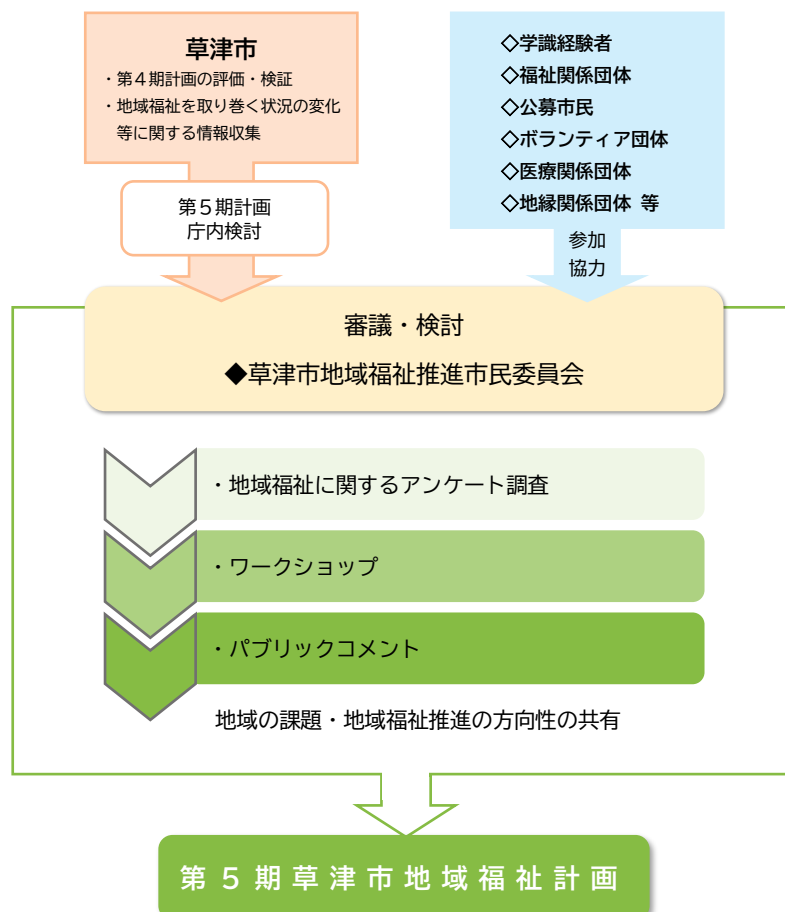 草津市
・第４期計画の評価・検証
・地域福祉を取り巻く状況の変化
等に関する情報収集
第５期計画
庁内検討
◇学識経験者
◇福祉関係団体
◇公募市民
◇ボランティア団体
◇医療関係団体
◇地縁関係団体 等
参加
協力
審議・検討
◆草津市地域福祉推進市民委員会
・地域福祉に関するアンケート調査
・ワークショップ
・パブリックコメント
地域の課題・地域福祉推進の方向性の共有
第５期草津市地域福祉計画